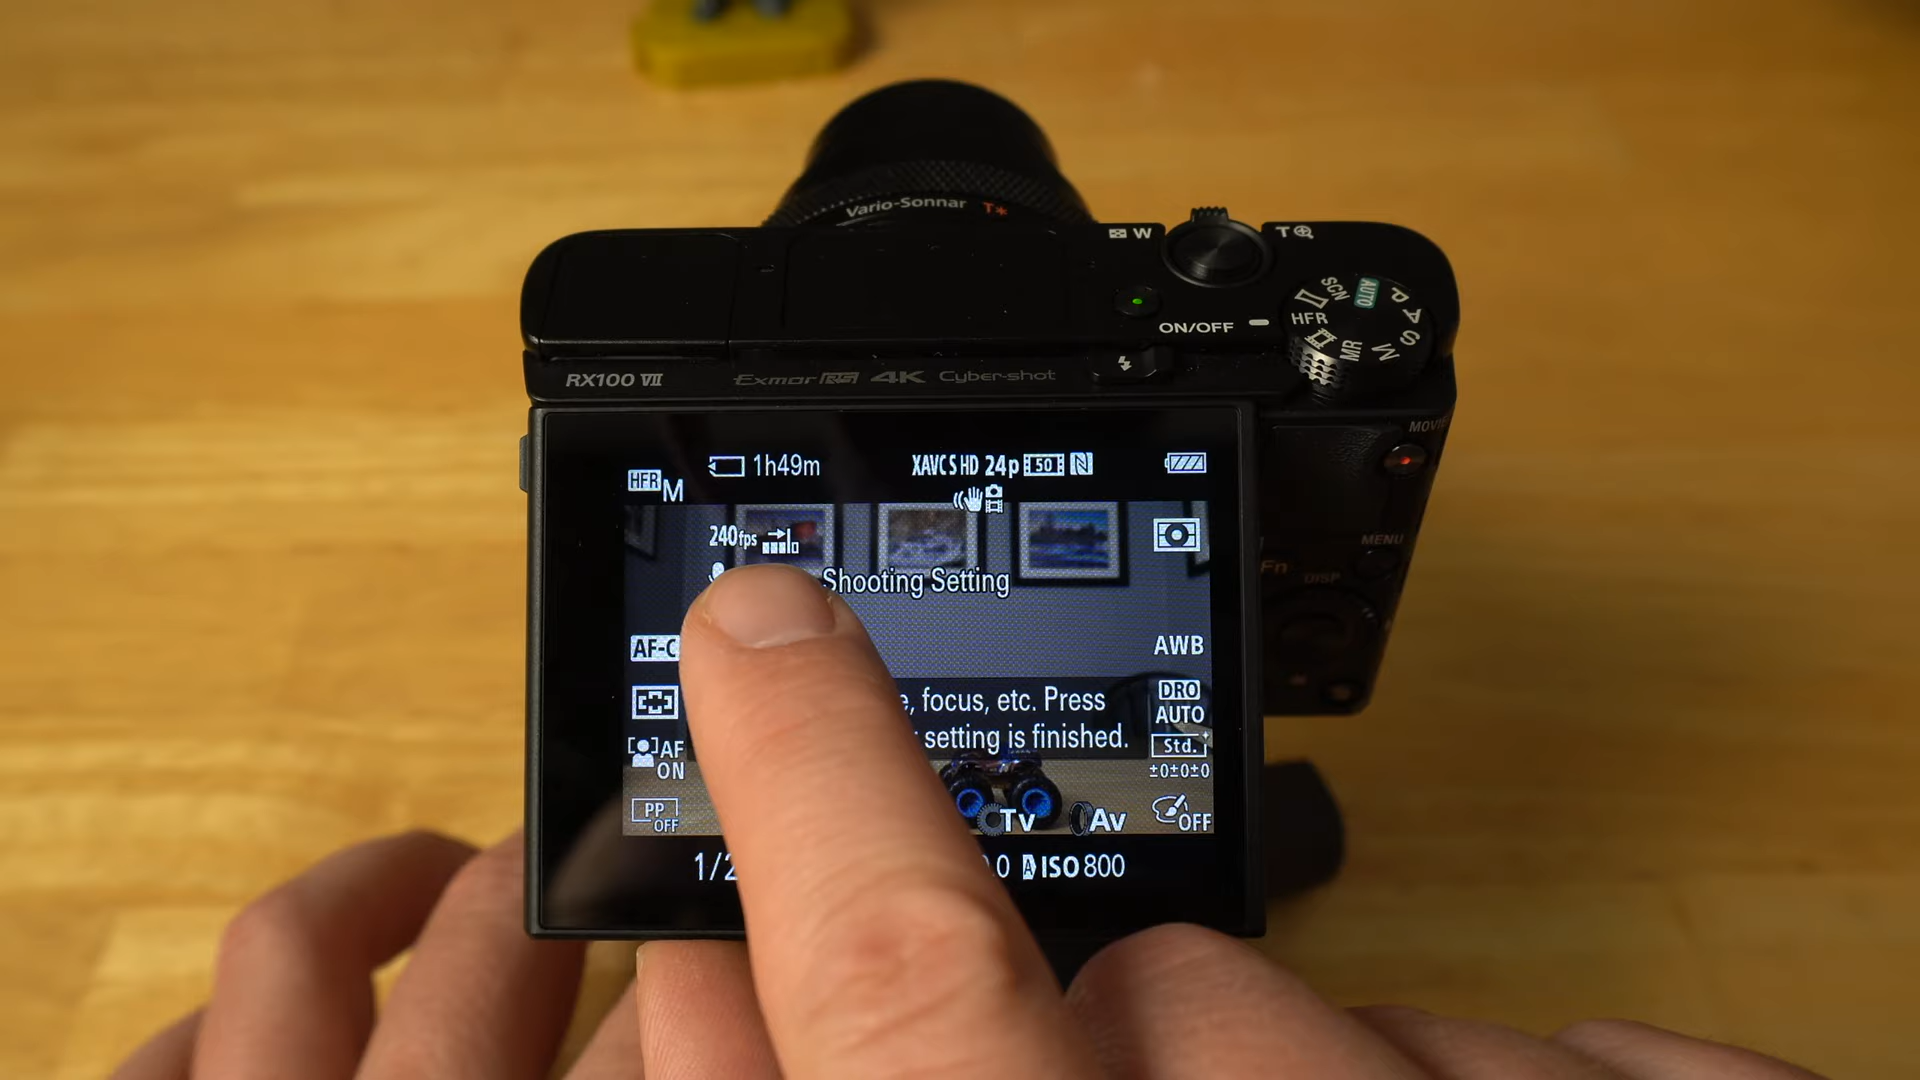 Vario-Sonnar T*
W T
ON/OFF
SCN AUTO P A S M MR HFR
RX100 VII Exmor RS 4K Cyber-shot
MOVIE
MENU
Fn
DISP
1h49m XAVC S HD 24p 50 N
HFR M
240fps
Shooting Setting
AF-C AWB
, focus, etc. Press
DRO
AUTO
setting is finished.
Std.
AF
ON
±0±0±0
PP
OFF
Tv Av OFF
1/2 .0 A ISO 800